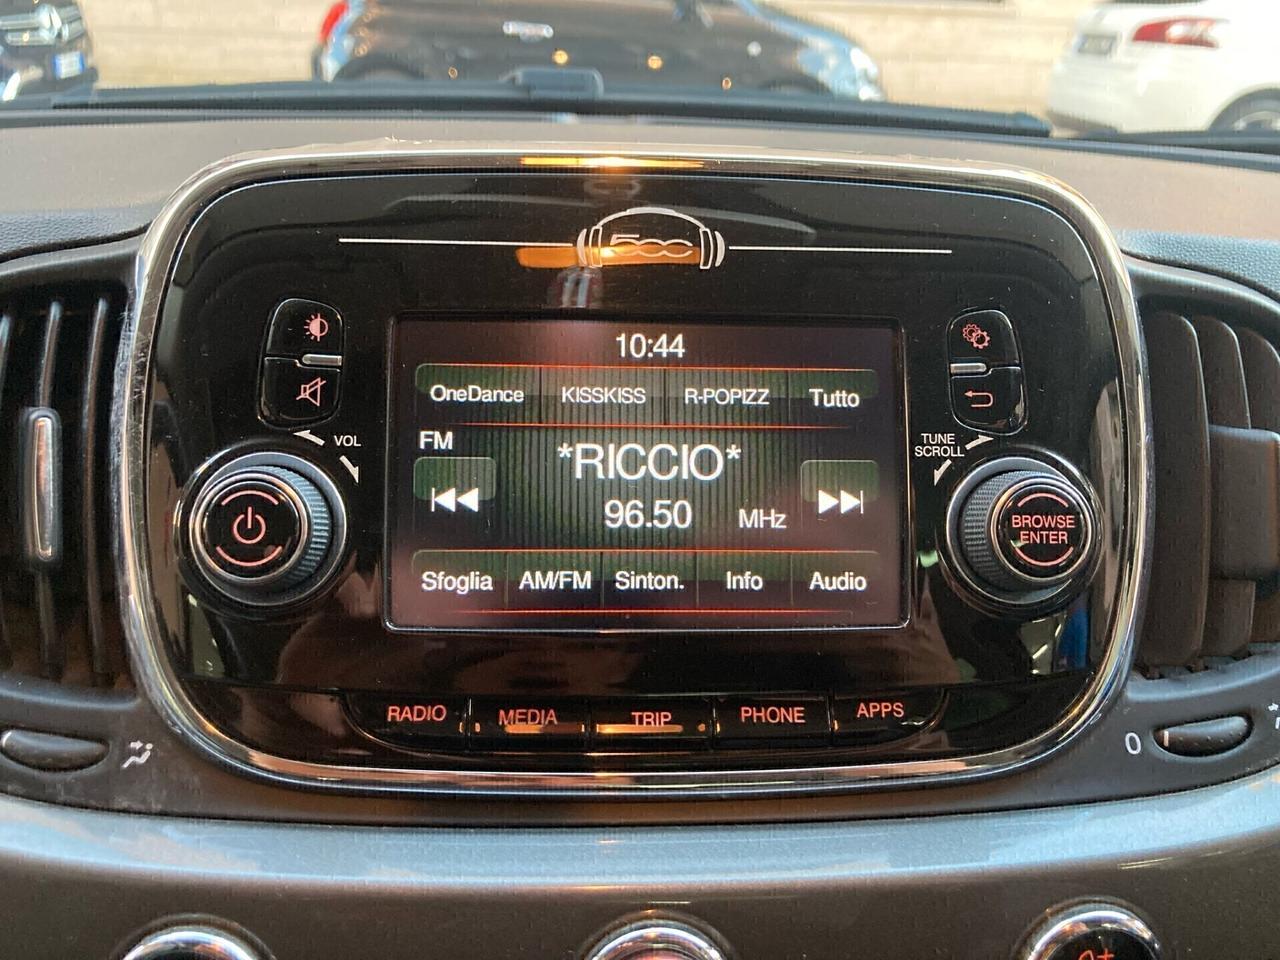 500
10:44
OneDance KISSKISS R-POPIZZ Tutto
FM
*RICCIO*
96.50 MHz
Sfoglia AM/FM Sinton. Info Audio
VOL
TUNE
SCROLL
BROWSE
ENTER
RADIO MEDIA TRIP PHONE APPS
0